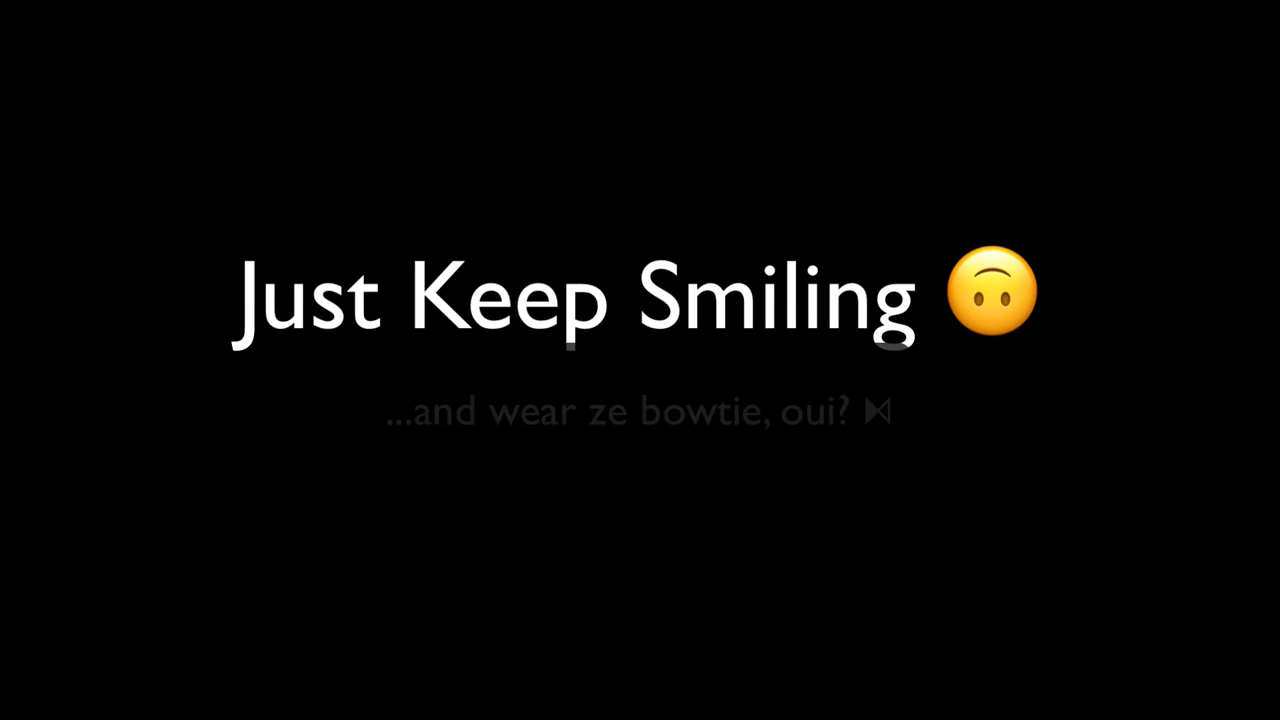 Just Keep Smiling 🙃
...and wear ze bowtie, oui? ⧓